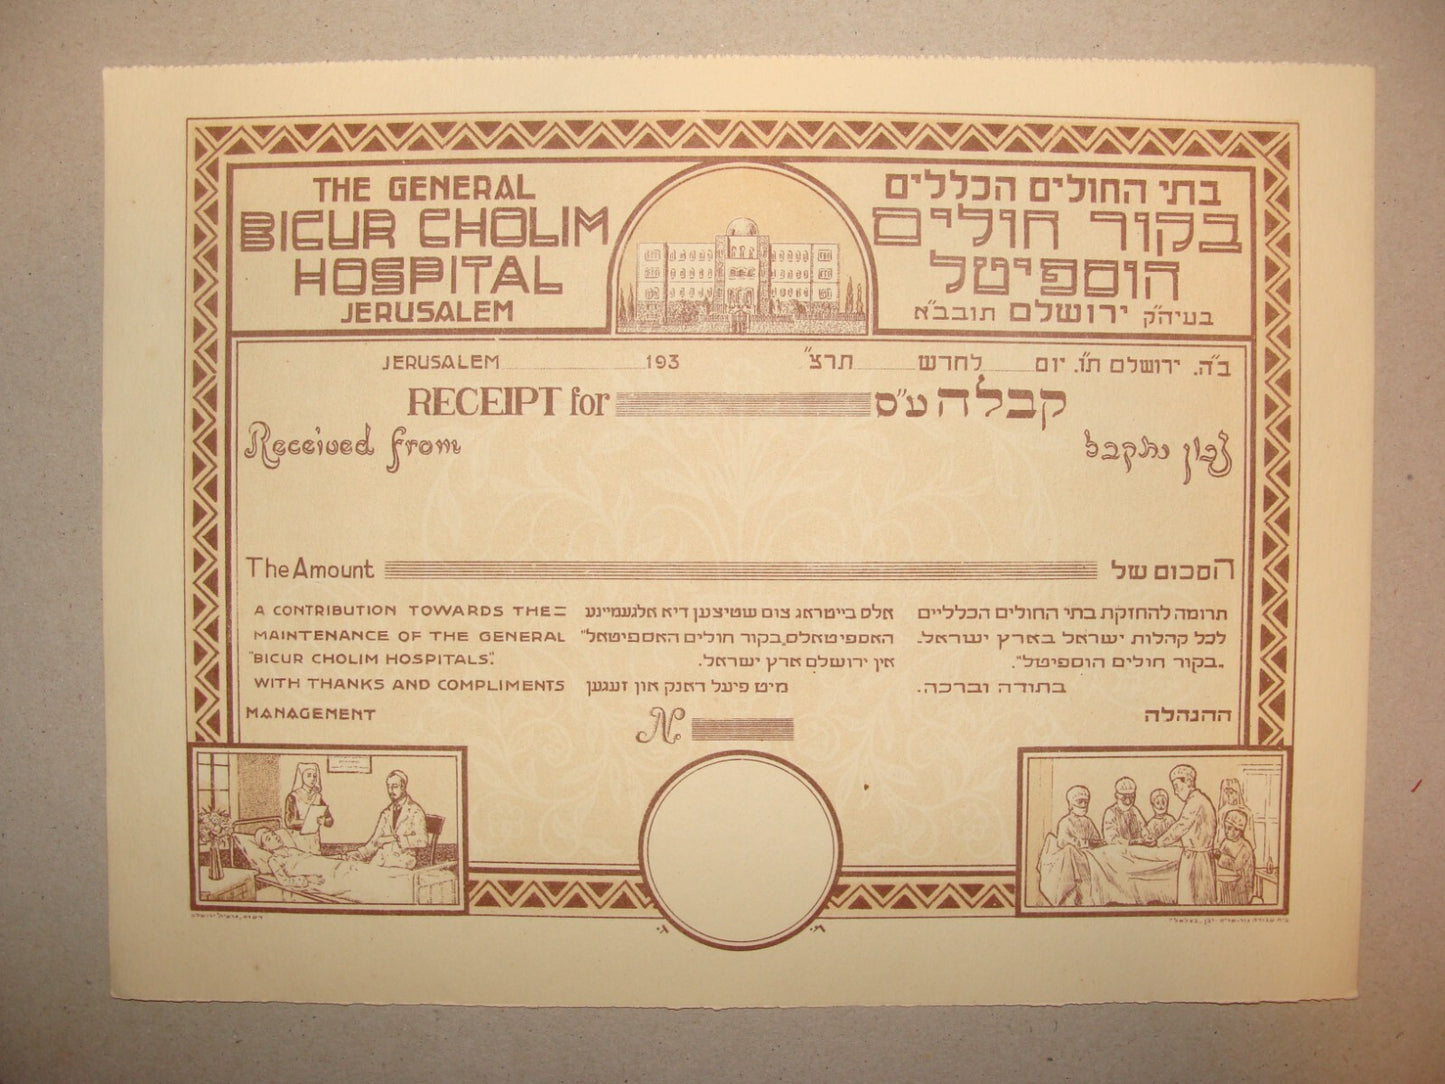 THE GENERAL
BICUR CHOLIM
HOSPITAL
JERUSALEM
בתי החולים הכללים
בקור חולים
הוספיטל
בעיה"ק ירושלם תובב"א
JERUSALEM 193
ב"ה. ירושלם ת"ו. יום לחדש תרצ"
RECEIPT for
קבלה ע"ס
Received from
נכון נתקבל
The Amount
הסכום של
A CONTRIBUTION TOWARDS THE=
MAINTENANCE OF THE GENERAL
"BICUR CHOLIM HOSPITALS".
WITH THANKS AND COMPLIMENTS
MANAGEMENT
אלס בייטראג צום שטיצען דיא אלגעמיינע
האספיטאלס „בקור חולים האספיטאל"
אין ירושלם ארץ ישראל.
מיט פיעל דאנק און זעגען
תרומה להחזקת בתי החולים הכלליים
לכל קהלות ישראל בארץ ישראל.
„בקור חולים הוספיטל".
בתודה וברכה.
ההנהלה
N.